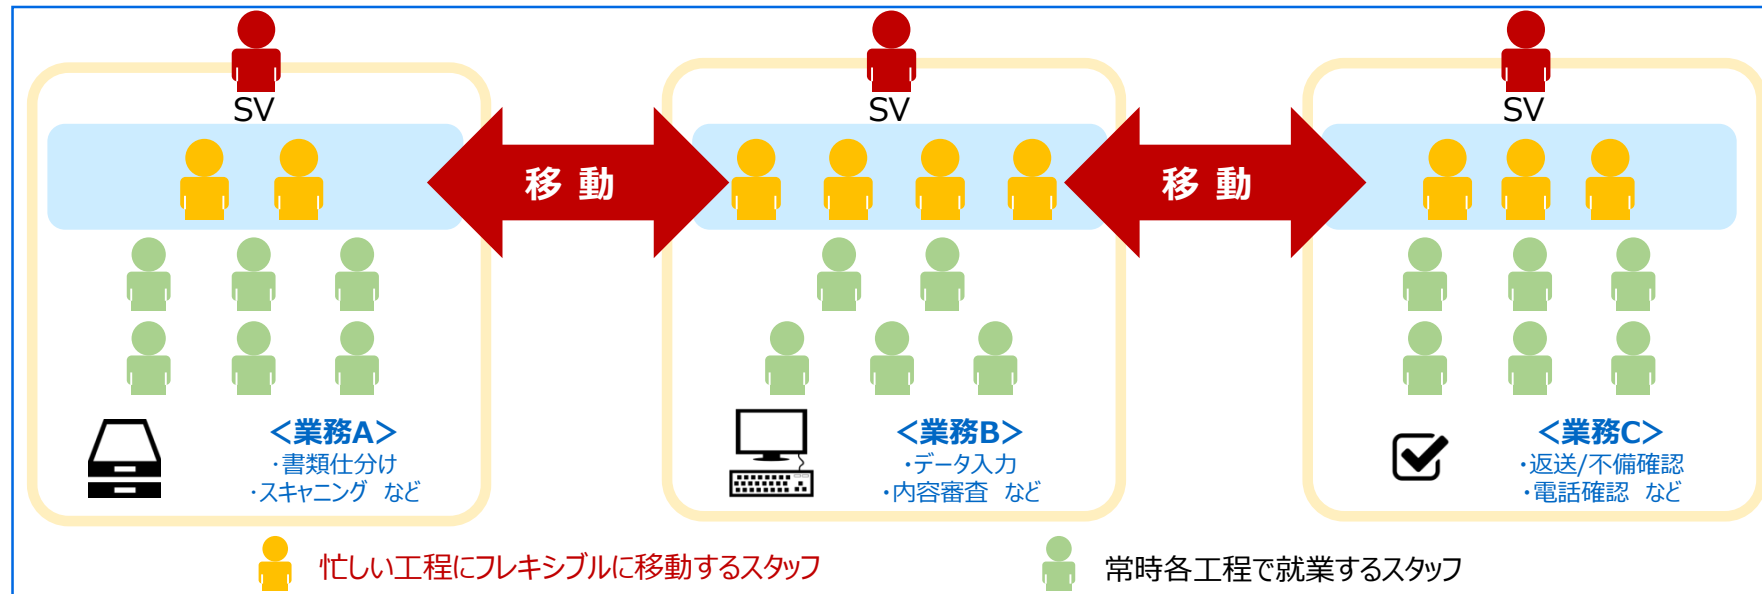 SV
SV
SV
移 動
移 動
＜業務A＞
・書類仕分け
・スキャニング など
＜業務B＞
・データ入力
・内容審査 など
＜業務C＞
・返送/不備確認
・電話確認 など
忙しい工程にフレキシブルに移動するスタッフ
常時各工程で就業するスタッフ